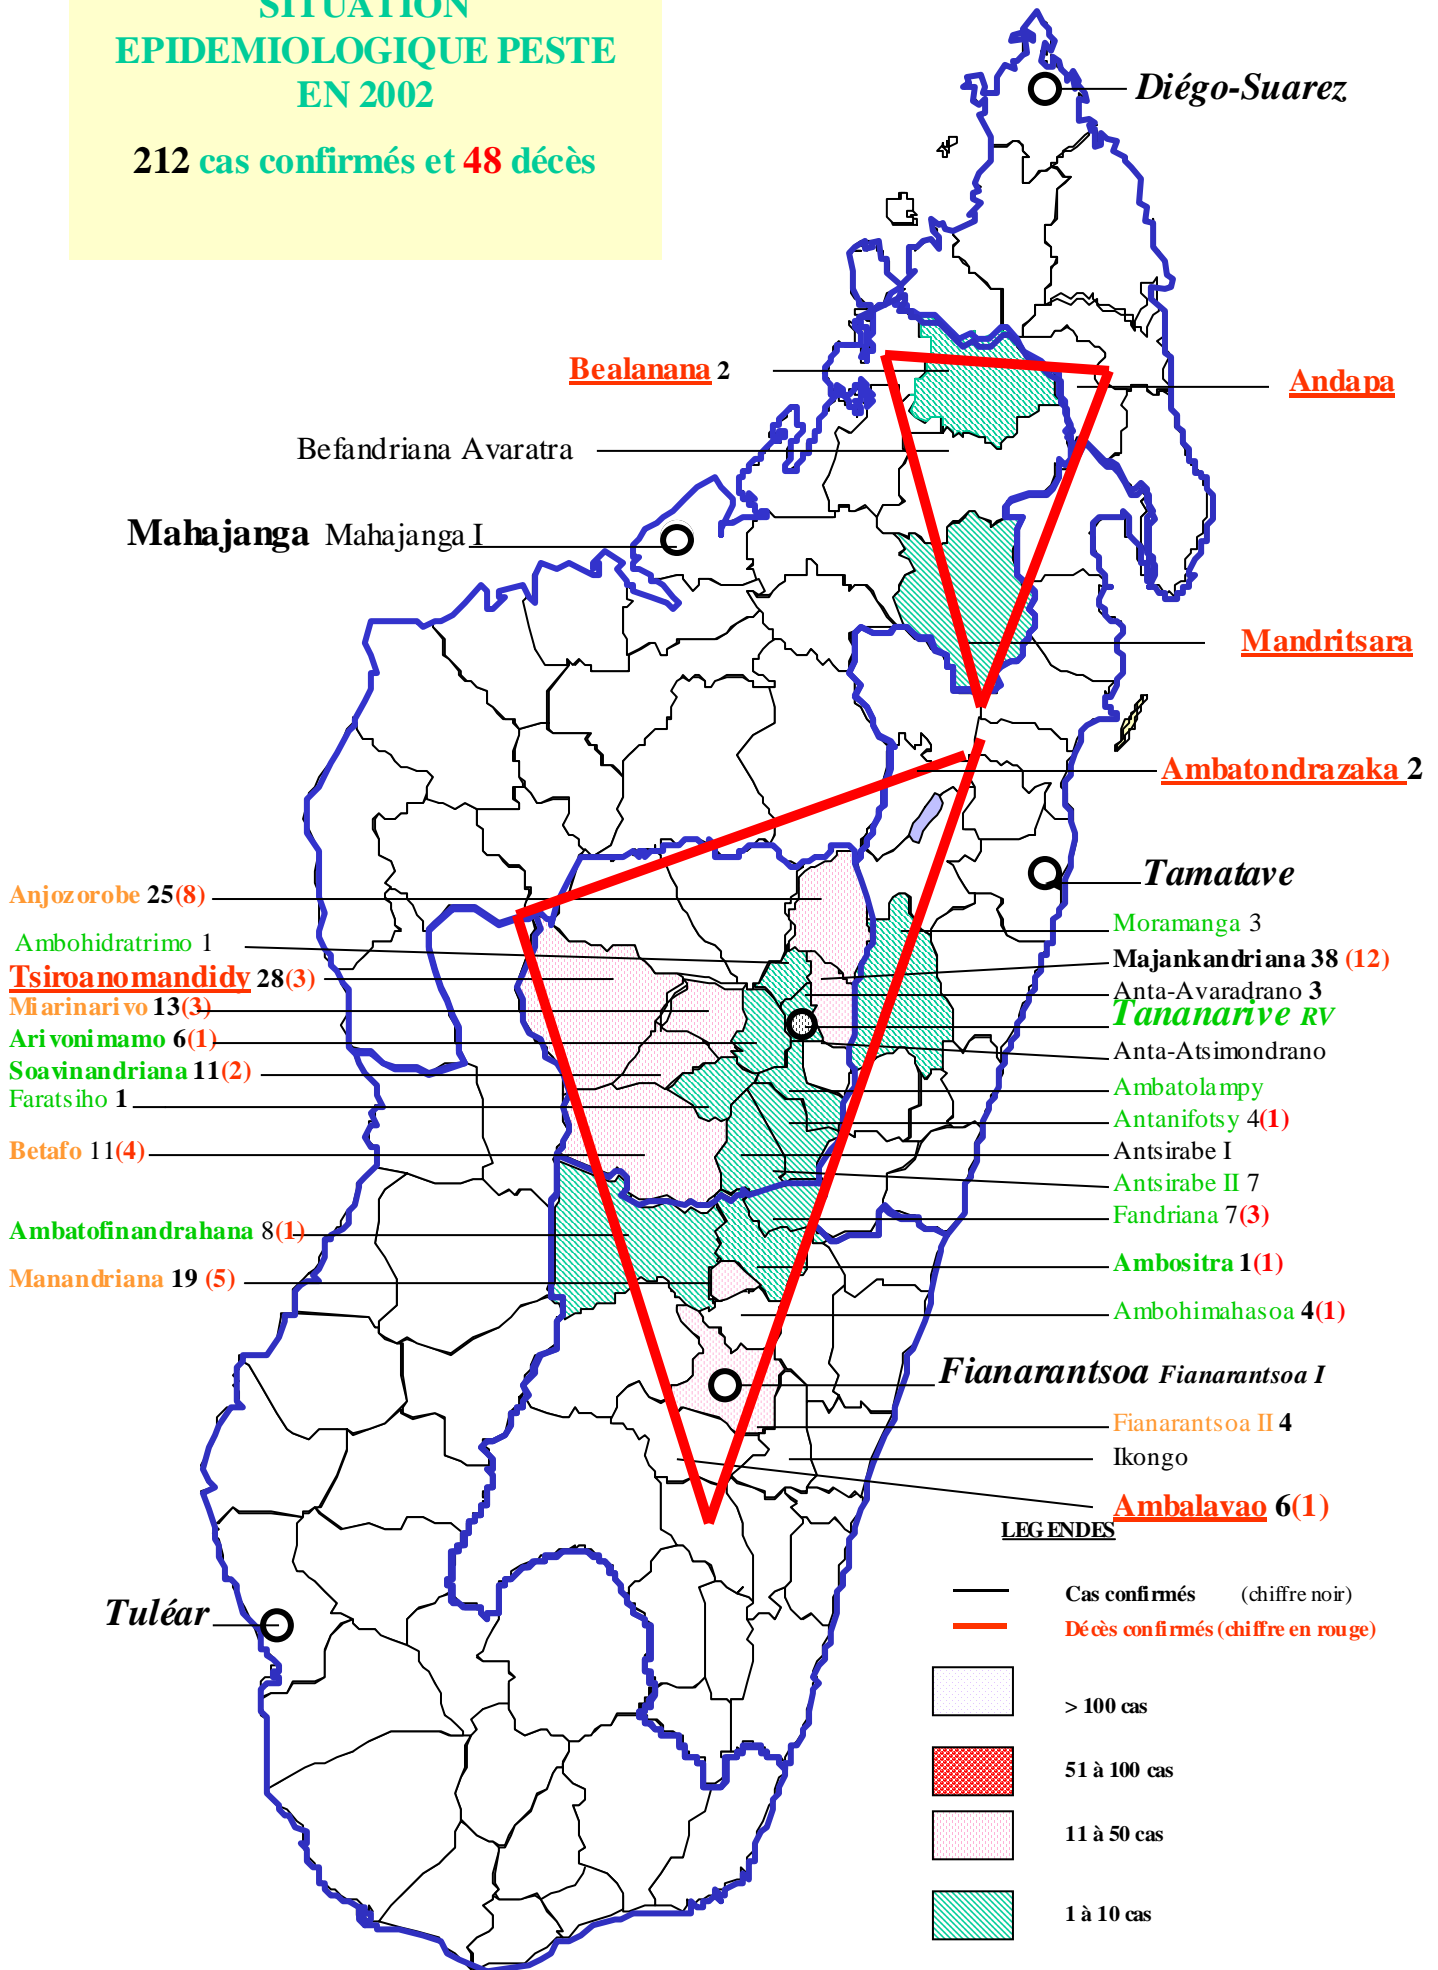 SITUATION
EPIDEMIOLOGIQUE PESTE
EN 2002
212 cas confirmés et 48 décès
Diégo-Suarez
Bealanana 2
Andapa
Befandriana Avaratra
Mahajanga Mahajanga I
Mandritsara
Ambatondrazaka 2
Tamatave
Anjozorobe 25(8)
Ambohidratrimo 1
Tsiroanomandidy 28(3)
Miarinarivo 13(3)
Arivonimamo 6(1)
Soavinandriana 11(2)
Faratsiho 1
Betafo 11(4)
Ambatofinandrahana 8(1)
Manandriana 19 (5)
Moramanga 3
Majankandriana 38 (12)
Anta-Avaradrano 3
Tananarive RV
Anta-Atsimondrano
Ambatolampy
Antanifotsy 4(1)
Antsirabe I
Antsirabe II 7
Fandriana 7(3)
Ambositra 1(1)
Ambohimahasoa 4(1)
Fianarantsoa Fianarantsoa I
Fianarantsoa II 4
Ikongo
Ambalavao 6(1)
Tuléar
LEGENDES
Cas confirmés (chiffre noir)
Décès confirmés (chiffre en rouge)
> 100 cas
51 à 100 cas
11 à 50 cas
1 à 10 cas